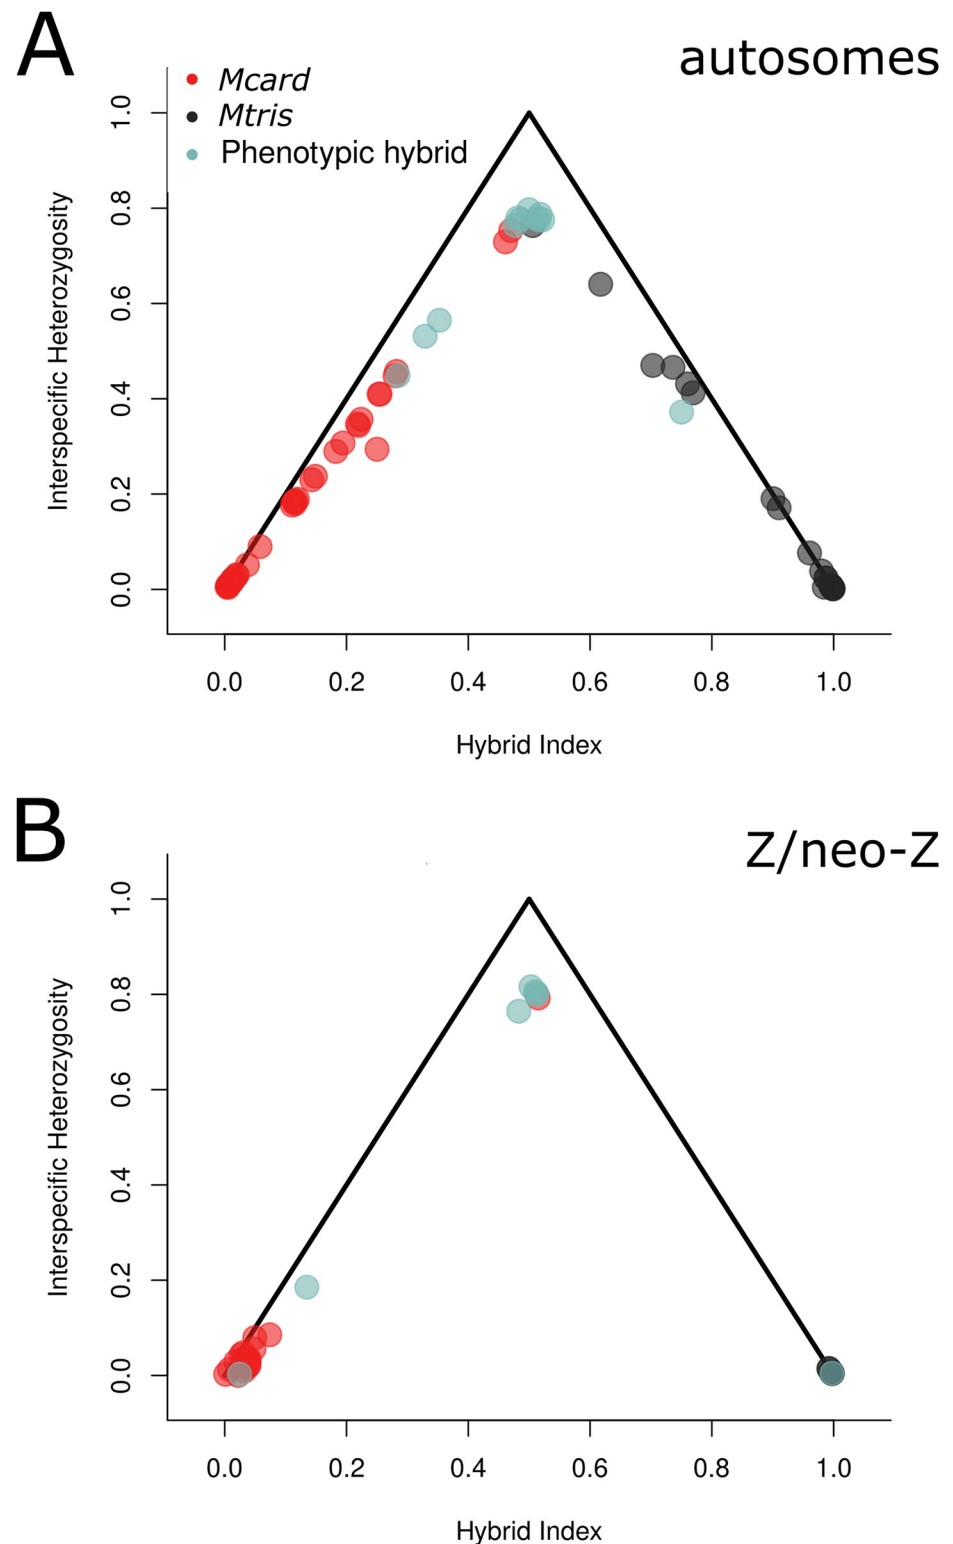 A
autosomes
Mcard
Mtris
Phenotypic hybrid
Interspecific Heterozygosity
1.0
0.8
0.6
0.4
0.2
0.0
0.0 0.2 0.4 0.6 0.8 1.0
Hybrid Index
B
Z/neo-Z
Interspecific Heterozygosity
1.0
0.8
0.6
0.4
0.2
0.0
0.0 0.2 0.4 0.6 0.8 1.0
Hybrid Index